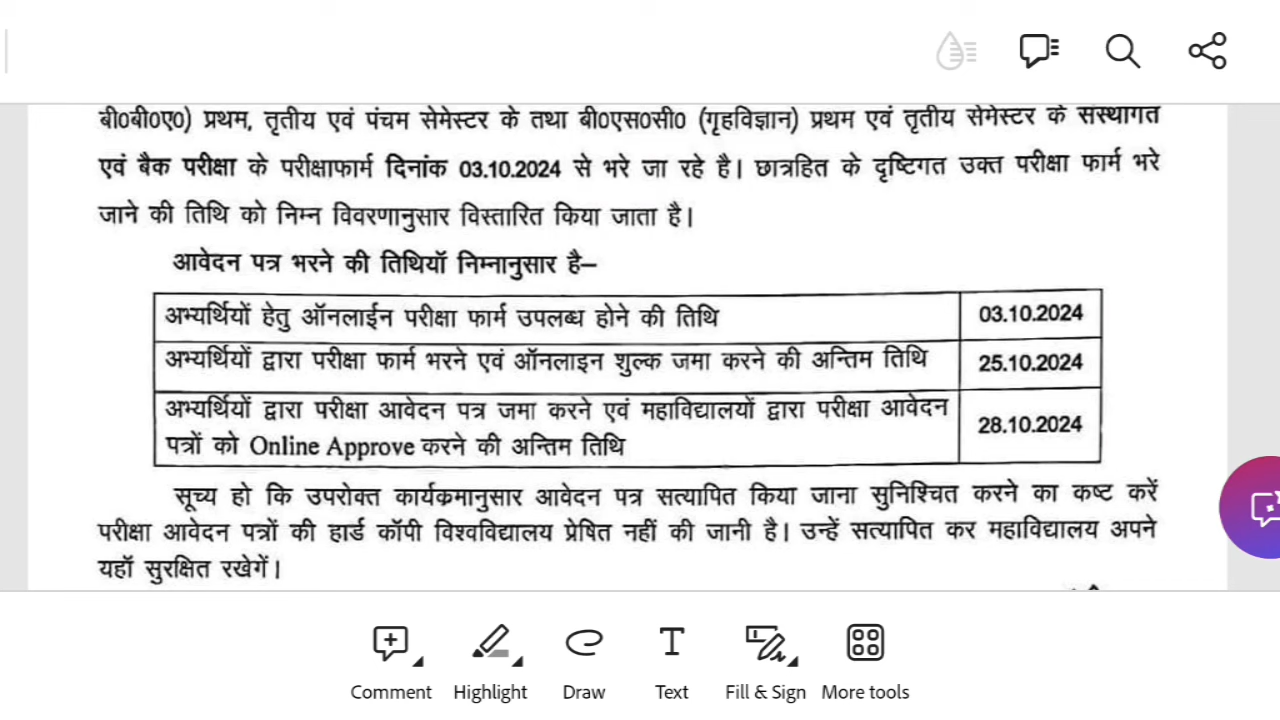 बी0बी0ए0) प्रथम, तृतीय एवं पंचम सेमेस्टर के तथा बी0एस0सी0 (गृहविज्ञान) प्रथम एवं तृतीय सेमेस्टर के संस्थागत
एवं बैक परीक्षा के परीक्षाफार्म दिनांक 03.10.2024 से भरे जा रहे है। छात्रहित के दृष्टिगत उक्त परीक्षा फार्म भरे
जाने की तिथि को निम्न विवरणानुसार विस्तारित किया जाता है।
आवेदन पत्र भरने की तिथियॉ निम्नानुसार है–
अभ्यर्थियों हेतु ऑनलाईन परीक्षा फार्म उपलब्ध होने की तिथि 03.10.2024
अभ्यर्थियों द्वारा परीक्षा फार्म भरने एवं ऑनलाइन शुल्क जमा करने की अन्तिम तिथि 25.10.2024
अभ्यर्थियों द्वारा परीक्षा आवेदन पत्र जमा करने एवं महाविद्यालयों द्वारा परीक्षा आवेदन
पत्रों को Online Approve करने की अन्तिम तिथि 28.10.2024
सूच्य हो कि उपरोक्त कार्यक्रमानुसार आवेदन पत्र सत्यापित किया जाना सुनिश्चित करने का कष्ट करें
परीक्षा आवेदन पत्रों की हार्ड कॉपी विश्वविद्यालय प्रेषित नहीं की जानी है। उन्हें सत्यापित कर महाविद्यालय अपने
यहॉ सुरक्षित रखेगें।
Comment Highlight Draw Text Fill & Sign More tools